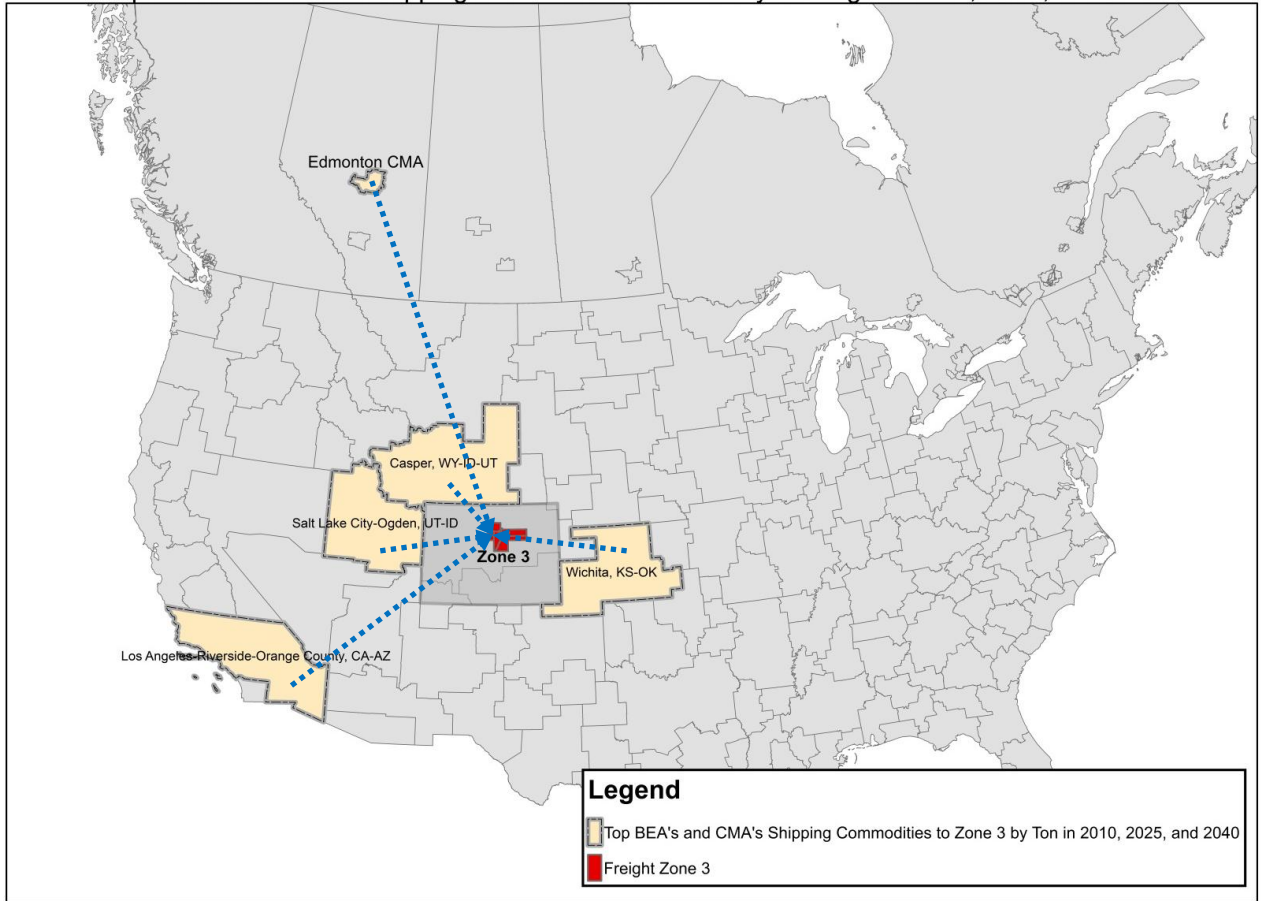 Edmonton CMA
Casper, WY-ID-UT
Salt Lake City-Ogden, UT-ID
Zone 3
Wichita, KS-OK
Los Angeles-Riverside-Orange County, CA-AZ
Legend
Top BEA's and CMA's Shipping Commodities to Zone 3 by Ton in 2010, 2025, and 2040
Freight Zone 3